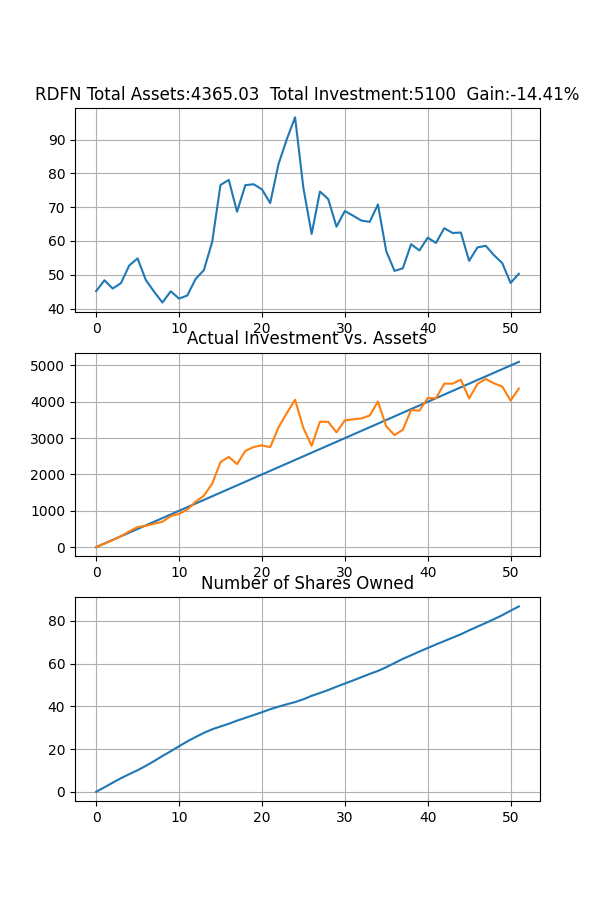 RDFN Total Assets:4365.03  Total Investment:5100  Gain:-14.41%
90
80
70
60
50
40
0 10 20 30 40 50
Actual Investment vs. Assets
5000
4000
3000
2000
1000
0
0 10 20 30 40 50
Number of Shares Owned
80
60
40
20
0
0 10 20 30 40 50